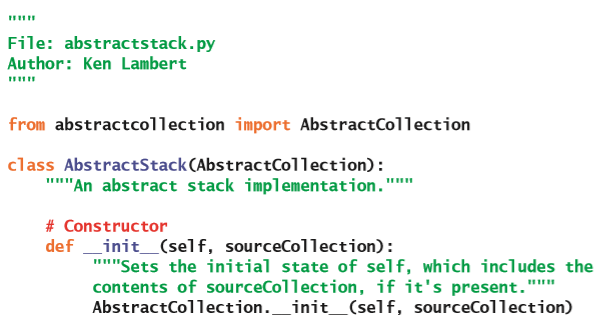 """
File: abstractstack.py
Author: Ken Lambert
"""

from abstractcollection import AbstractCollection

class AbstractStack(AbstractCollection):
    """An abstract stack implementation."""

    # Constructor
    def __init__(self, sourceCollection):
         """Sets the initial state of self, which includes the
         contents of sourceCollection, if it's present."""
         AbstractCollection.__init__(self, sourceCollection)